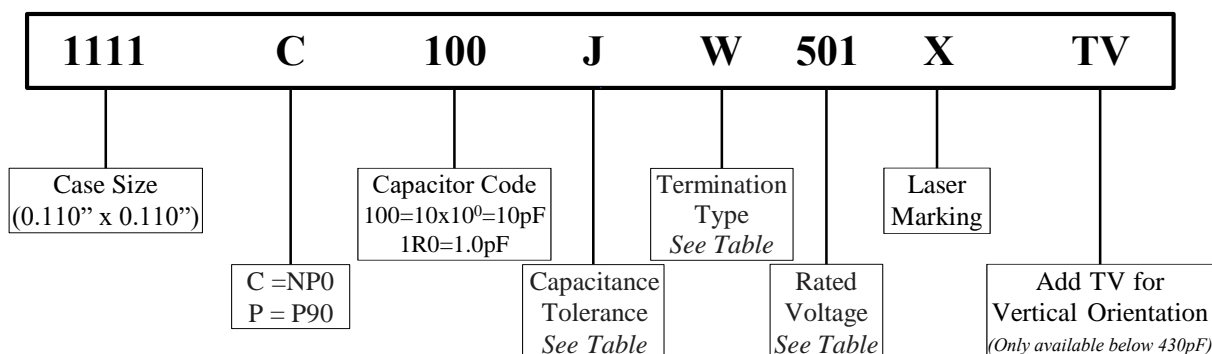 1111 C 100 J W 501 X TV
Case Size
(0.110” x 0.110”)
C =NP0
P = P90
Capacitor Code
100=10x10⁰=10pF
1R0=1.0pF
Capacitance
Tolerance
See Table
Termination
Type
See Table
Rated
Voltage
See Table
Laser
Marking
Add TV for
Vertical Orientation
(Only available below 430pF)